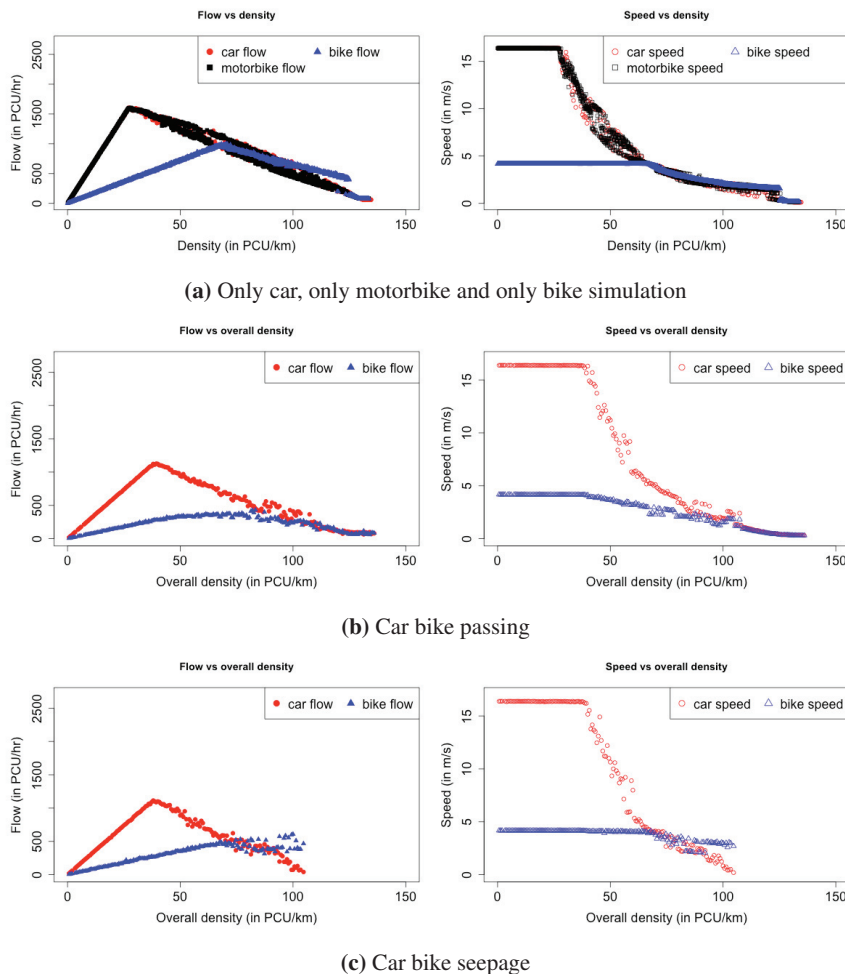 Flow vs density
car flow bike flow
motorbike flow
Flow (in PCU/hr)
0 500 1500 2500
0 50 100 150
Density (in PCU/km)
Speed vs density
car speed bike speed
motorbike speed
Speed (in m/s)
0 5 10 15
0 50 100 150
Density (in PCU/km)
(a) Only car, only motorbike and only bike simulation
Flow vs overall density
car flow bike flow
Flow (in PCU/hr)
0 500 1500 2500
0 50 100 150
Overall density (in PCU/km)
Speed vs overall density
car speed bike speed
Speed (in m/s)
0 5 10 15
0 50 100 150
Overall density (in PCU/km)
(b) Car bike passing
Flow vs overall density
car flow bike flow
Flow (in PCU/hr)
0 500 1500 2500
0 50 100 150
Overall density (in PCU/km)
Speed vs overall density
car speed bike speed
Speed (in m/s)
0 5 10 15
0 50 100 150
Overall density (in PCU/km)
(c) Car bike seepage